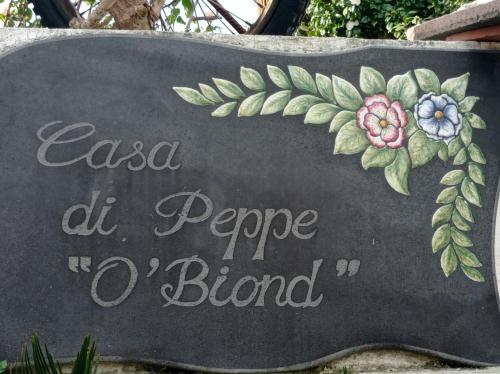 Casa
di Peppe
"O'Biond"